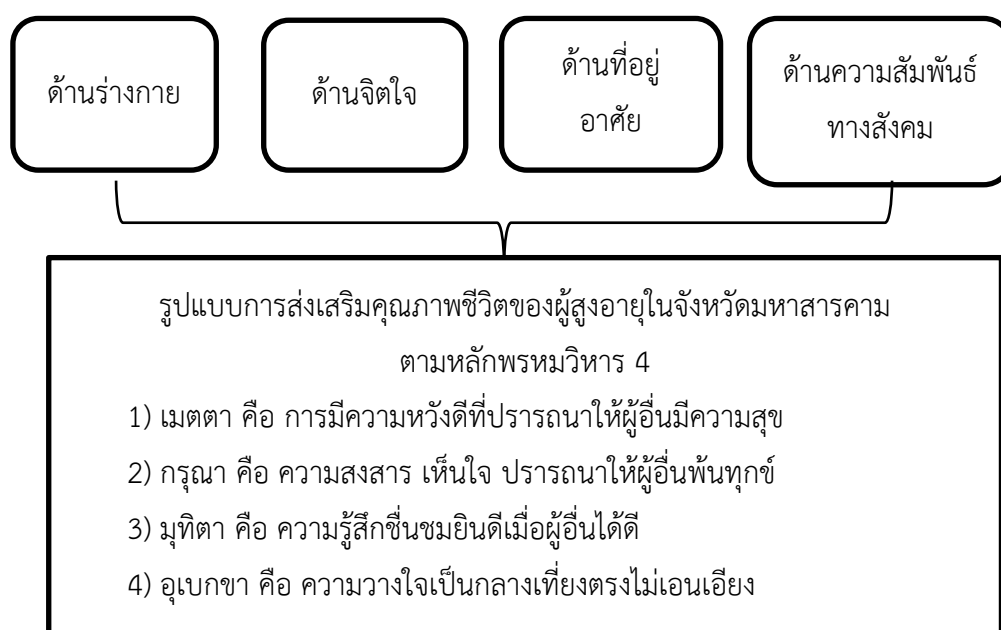 ด้านร่างกาย
ด้านจิตใจ
ด้านที่อยู่
อาศัย
ด้านความสัมพันธ์
ทางสังคม
รูปแบบการส่งเสริมคุณภาพชีวิตของผู้สูงอายุในจังหวัดมหาสารคาม
ตามหลักพรหมวิหาร 4
1) เมตตา คือ การมีความหวังดีที่ปรารถนาให้ผู้อื่นมีความสุข
2) กรุณา คือ ความสงสาร เห็นใจ ปรารถนาให้ผู้อื่นพ้นทุกข์
3) มุทิตา คือ ความรู้สึกชื่นชมยินดีเมื่อผู้อื่นได้ดี
4) อุเบกขา คือ ความวางใจเป็นกลางเที่ยงตรงไม่เอนเอียง